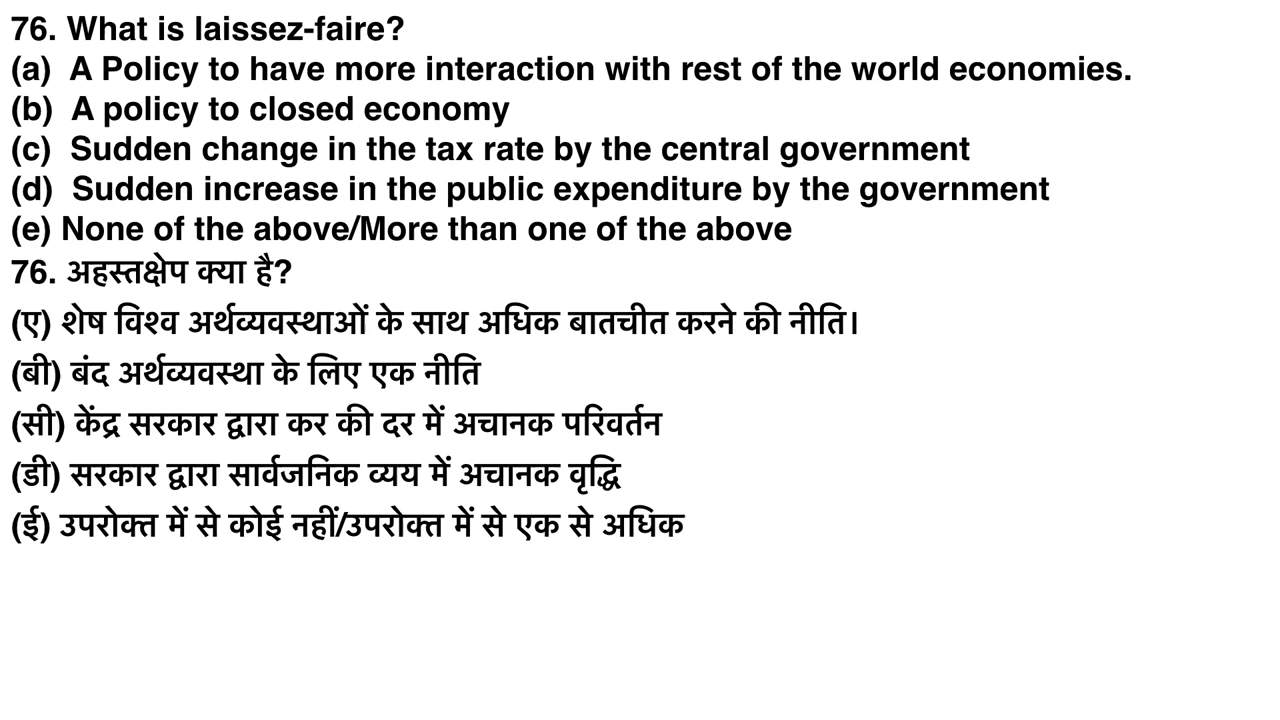 76. What is laissez-faire?
(a)  A Policy to have more interaction with rest of the world economies.
(b)  A policy to closed economy
(c)  Sudden change in the tax rate by the central government
(d)  Sudden increase in the public expenditure by the government
(e) None of the above/More than one of the above
76. अहस्तक्षेप क्या है?
(ए) शेष विश्व अर्थव्यवस्थाओं के साथ अधिक बातचीत करने की नीति।
(बी) बंद अर्थव्यवस्था के लिए एक नीति
(सी) केंद्र सरकार द्वारा कर की दर में अचानक परिवर्तन
(डी) सरकार द्वारा सार्वजनिक व्यय में अचानक वृद्धि
(ई) उपरोक्त में से कोई नहीं/उपरोक्त में से एक से अधिक